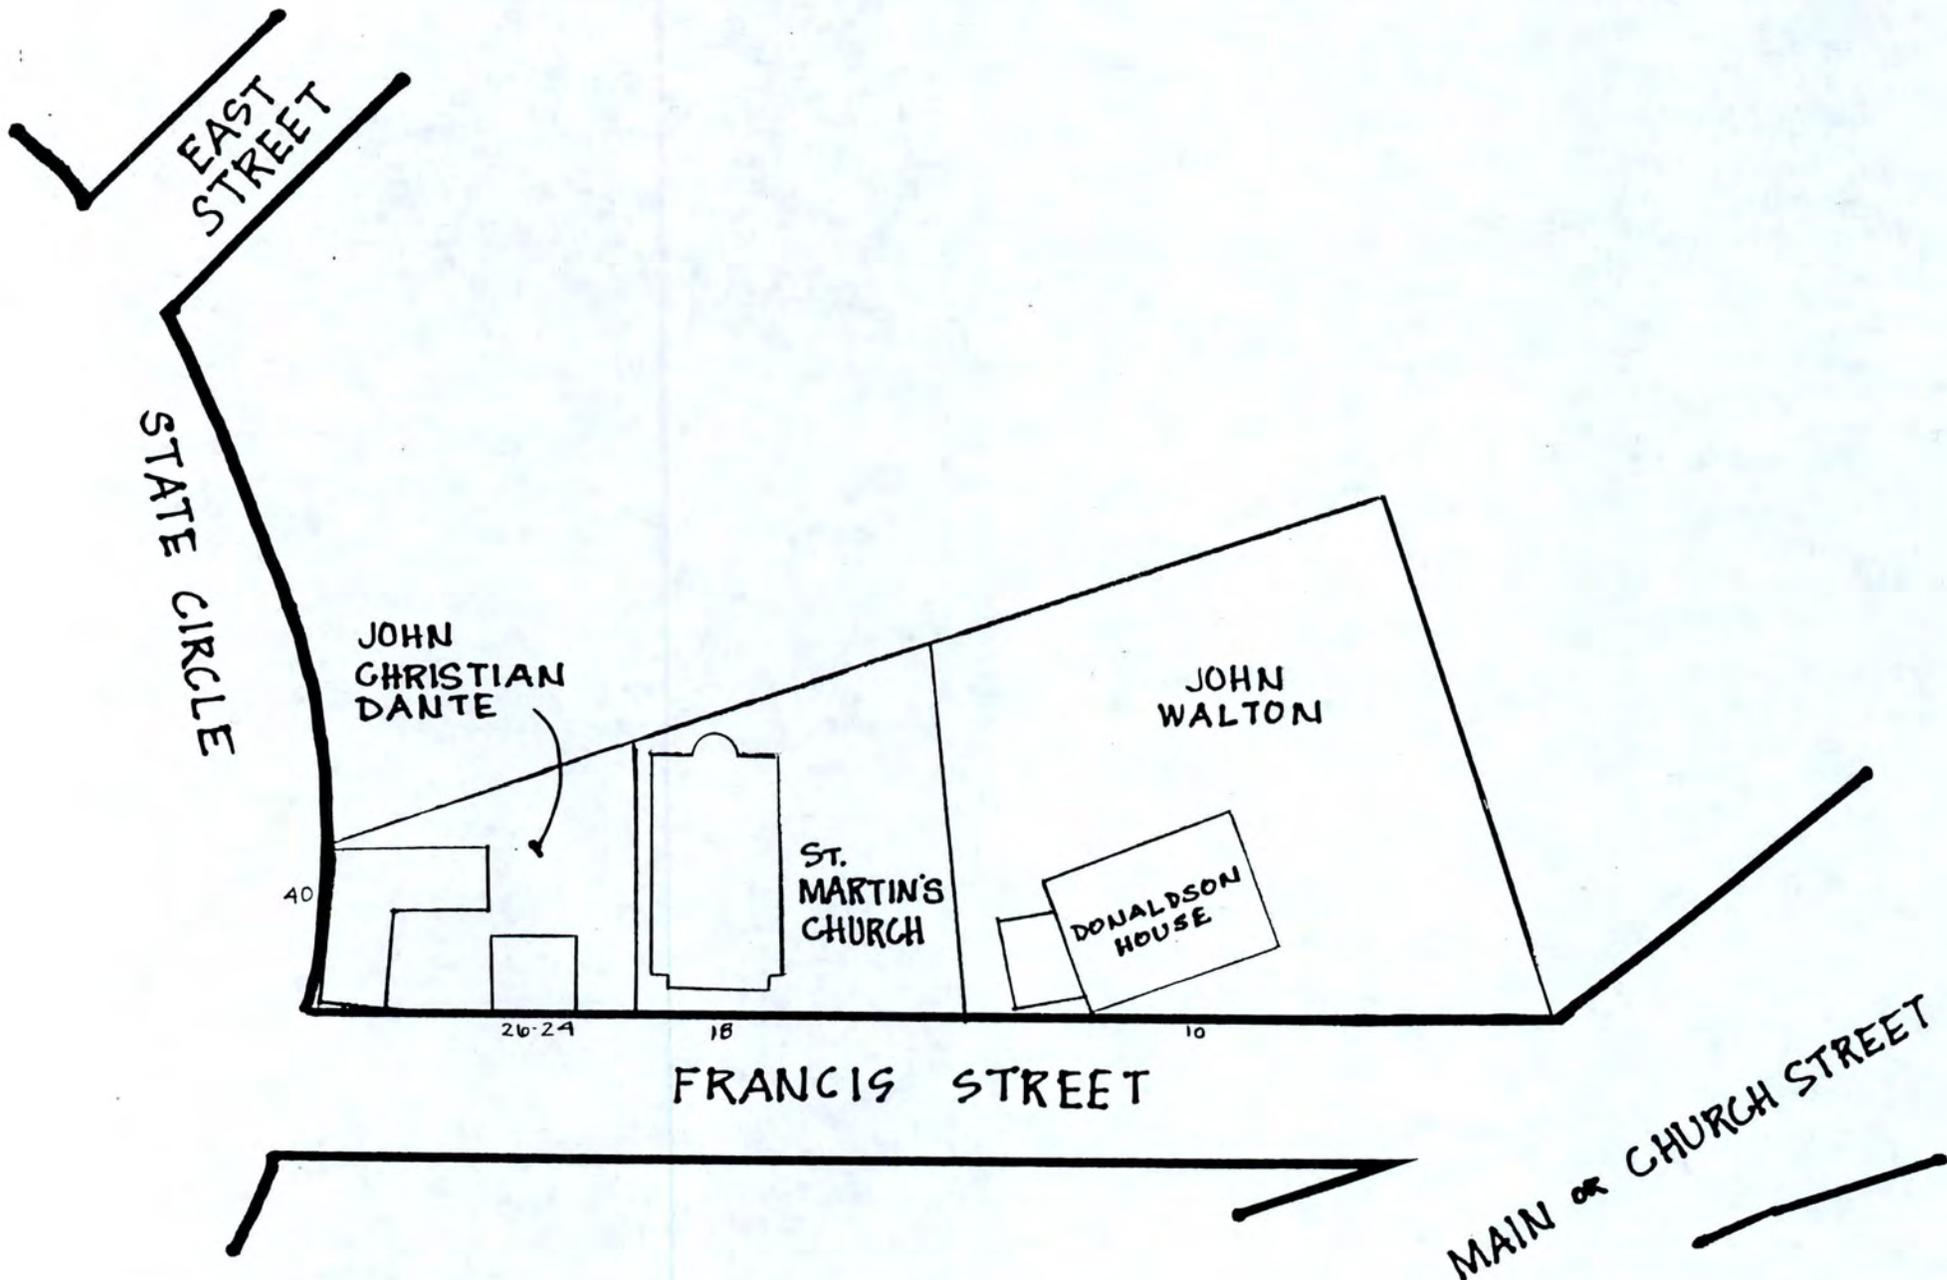 EAST
STREET
STATE CIRCLE
JOHN
CHRISTIAN
DANTE
JOHN
WALTON
ST.
MARTIN'S
CHURCH
DONALDSON
HOUSE
40
26-24
18
10
FRANCIS STREET
MAIN OR CHURCH STREET